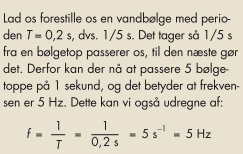 Lad os forestille os en vandbølge med perio-
den T = 0,2 s, dvs. 1/5 s. Det tager så 1/5 s
fra en bølgetop passerer os, til den næste gør
det. Derfor kan der nå at passere 5 bølge-
toppe på 1 sekund, og det betyder at frekven-
sen er 5 Hz. Dette kan vi også udregne af:
f = 1/T = 1/0,2 s = 5 s⁻¹ = 5 Hz